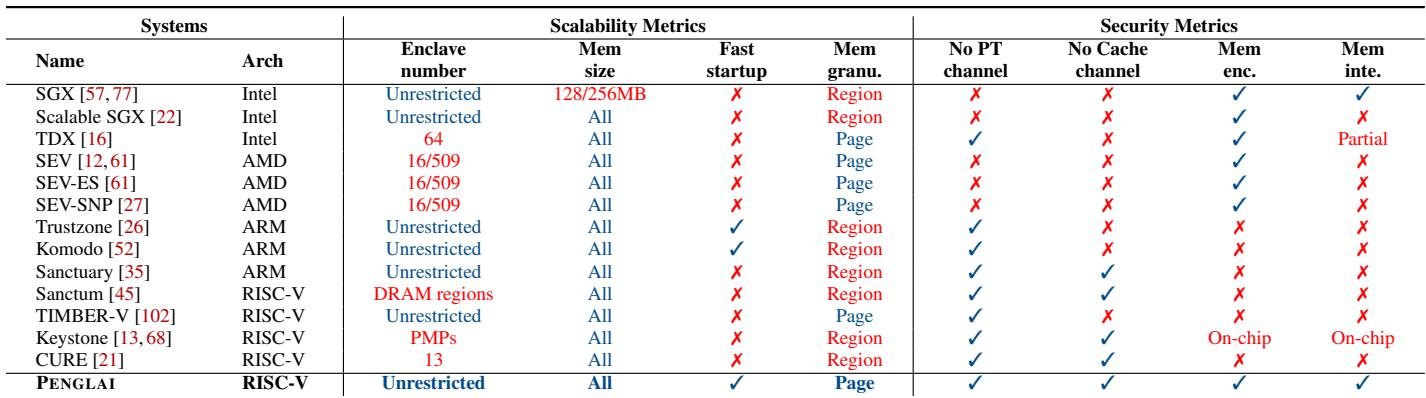 Systems Scalability Metrics Security Metrics
Name Arch Enclave number Mem size Fast startup Mem granu. No PT channel No Cache channel Mem enc. Mem inte.
SGX [57,77] Intel Unrestricted 128/256MB ✗ Region ✗ ✗ ✓ ✓
Scalable SGX [22] Intel Unrestricted All ✗ Region ✗ ✗ ✓ ✗
TDX [16] Intel 64 All ✗ Page ✓ ✗ ✓ Partial
SEV [12,61] AMD 16/509 All ✗ Page ✗ ✗ ✓ ✗
SEV-ES [61] AMD 16/509 All ✗ Page ✗ ✗ ✓ ✗
SEV-SNP [27] AMD 16/509 All ✗ Page ✗ ✗ ✓ ✗
Trustzone [26] ARM Unrestricted All ✓ Region ✓ ✗ ✗ ✗
Komodo [52] ARM Unrestricted All ✓ Region ✓ ✗ ✗ ✗
Sanctuary [35] ARM Unrestricted All ✗ Region ✓ ✓ ✗ ✗
Sanctum [45] RISC-V DRAM regions All ✗ Region ✓ ✓ ✗ ✗
TIMBER-V [102] RISC-V Unrestricted All ✗ Page ✓ ✗ ✗ ✗
Keystone [13,68] RISC-V PMPs All ✗ Region ✓ ✓ On-chip On-chip
CURE [21] RISC-V 13 All ✗ Region ✓ ✓ ✗ ✗
PENGLAI RISC-V Unrestricted All ✓ Page ✓ ✓ ✓ ✓